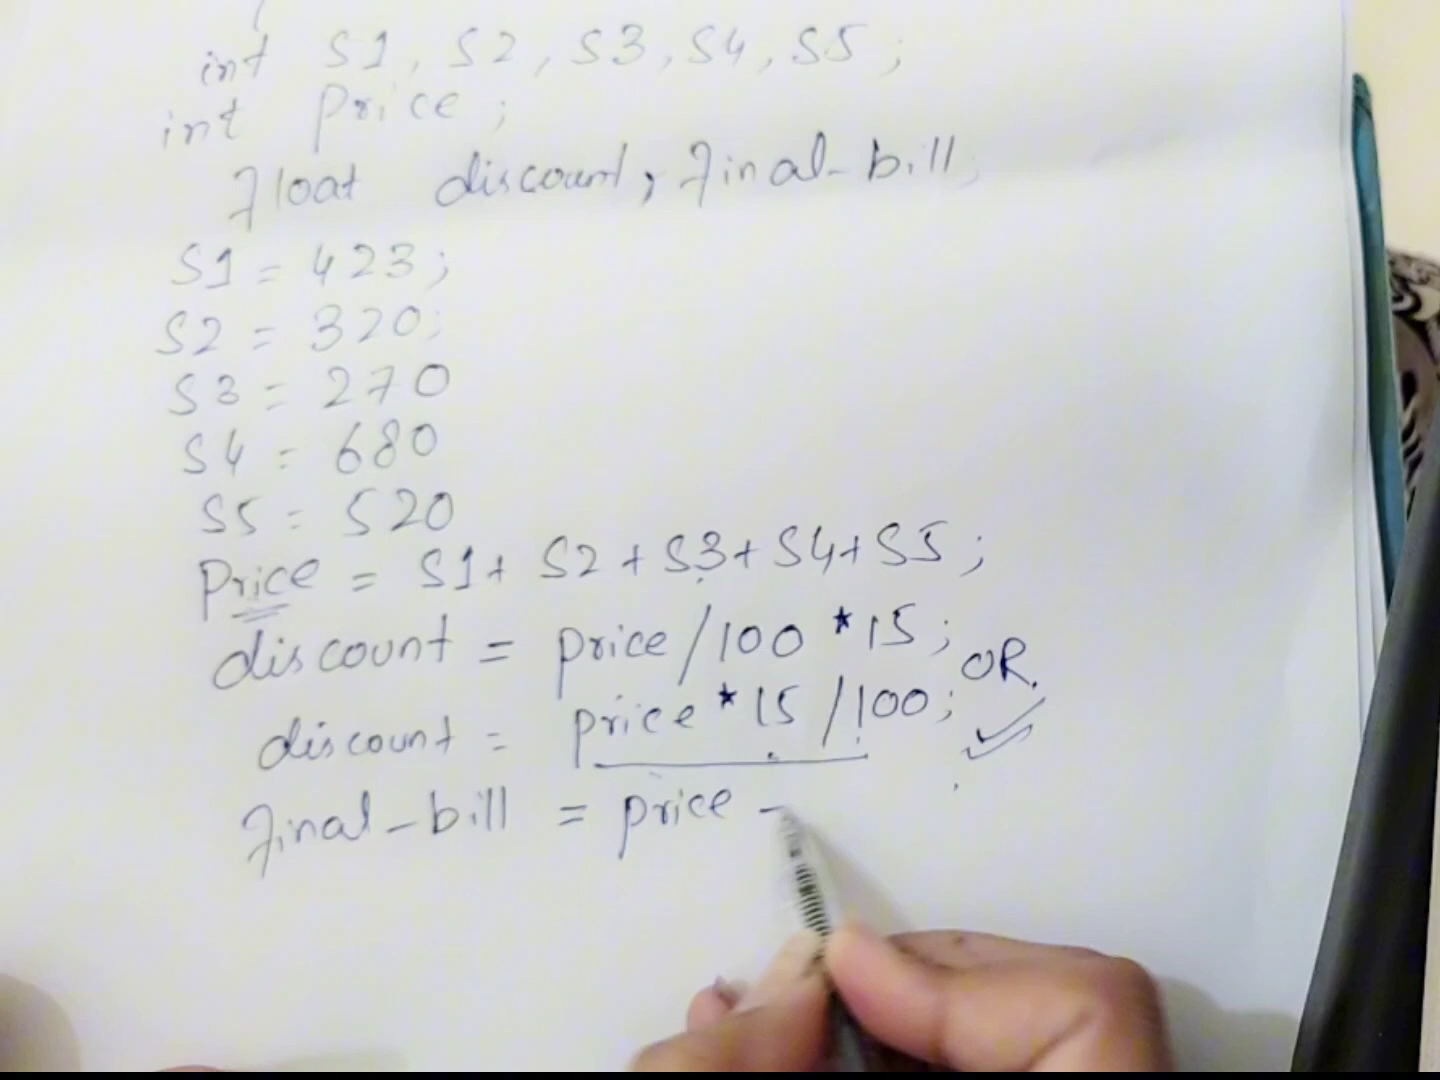 int S1, S2, S3, S4, S5;
int Price;
float discount, final-bill;
S1 = 423;
S2 = 320;
S3 = 270
S4 = 680
S5 = 520
Price = S1+ S2 + S3 + S4 + S5;
discount = price/100 * 15;
OR.
discount = price * 15 /100;
final-bill = price -